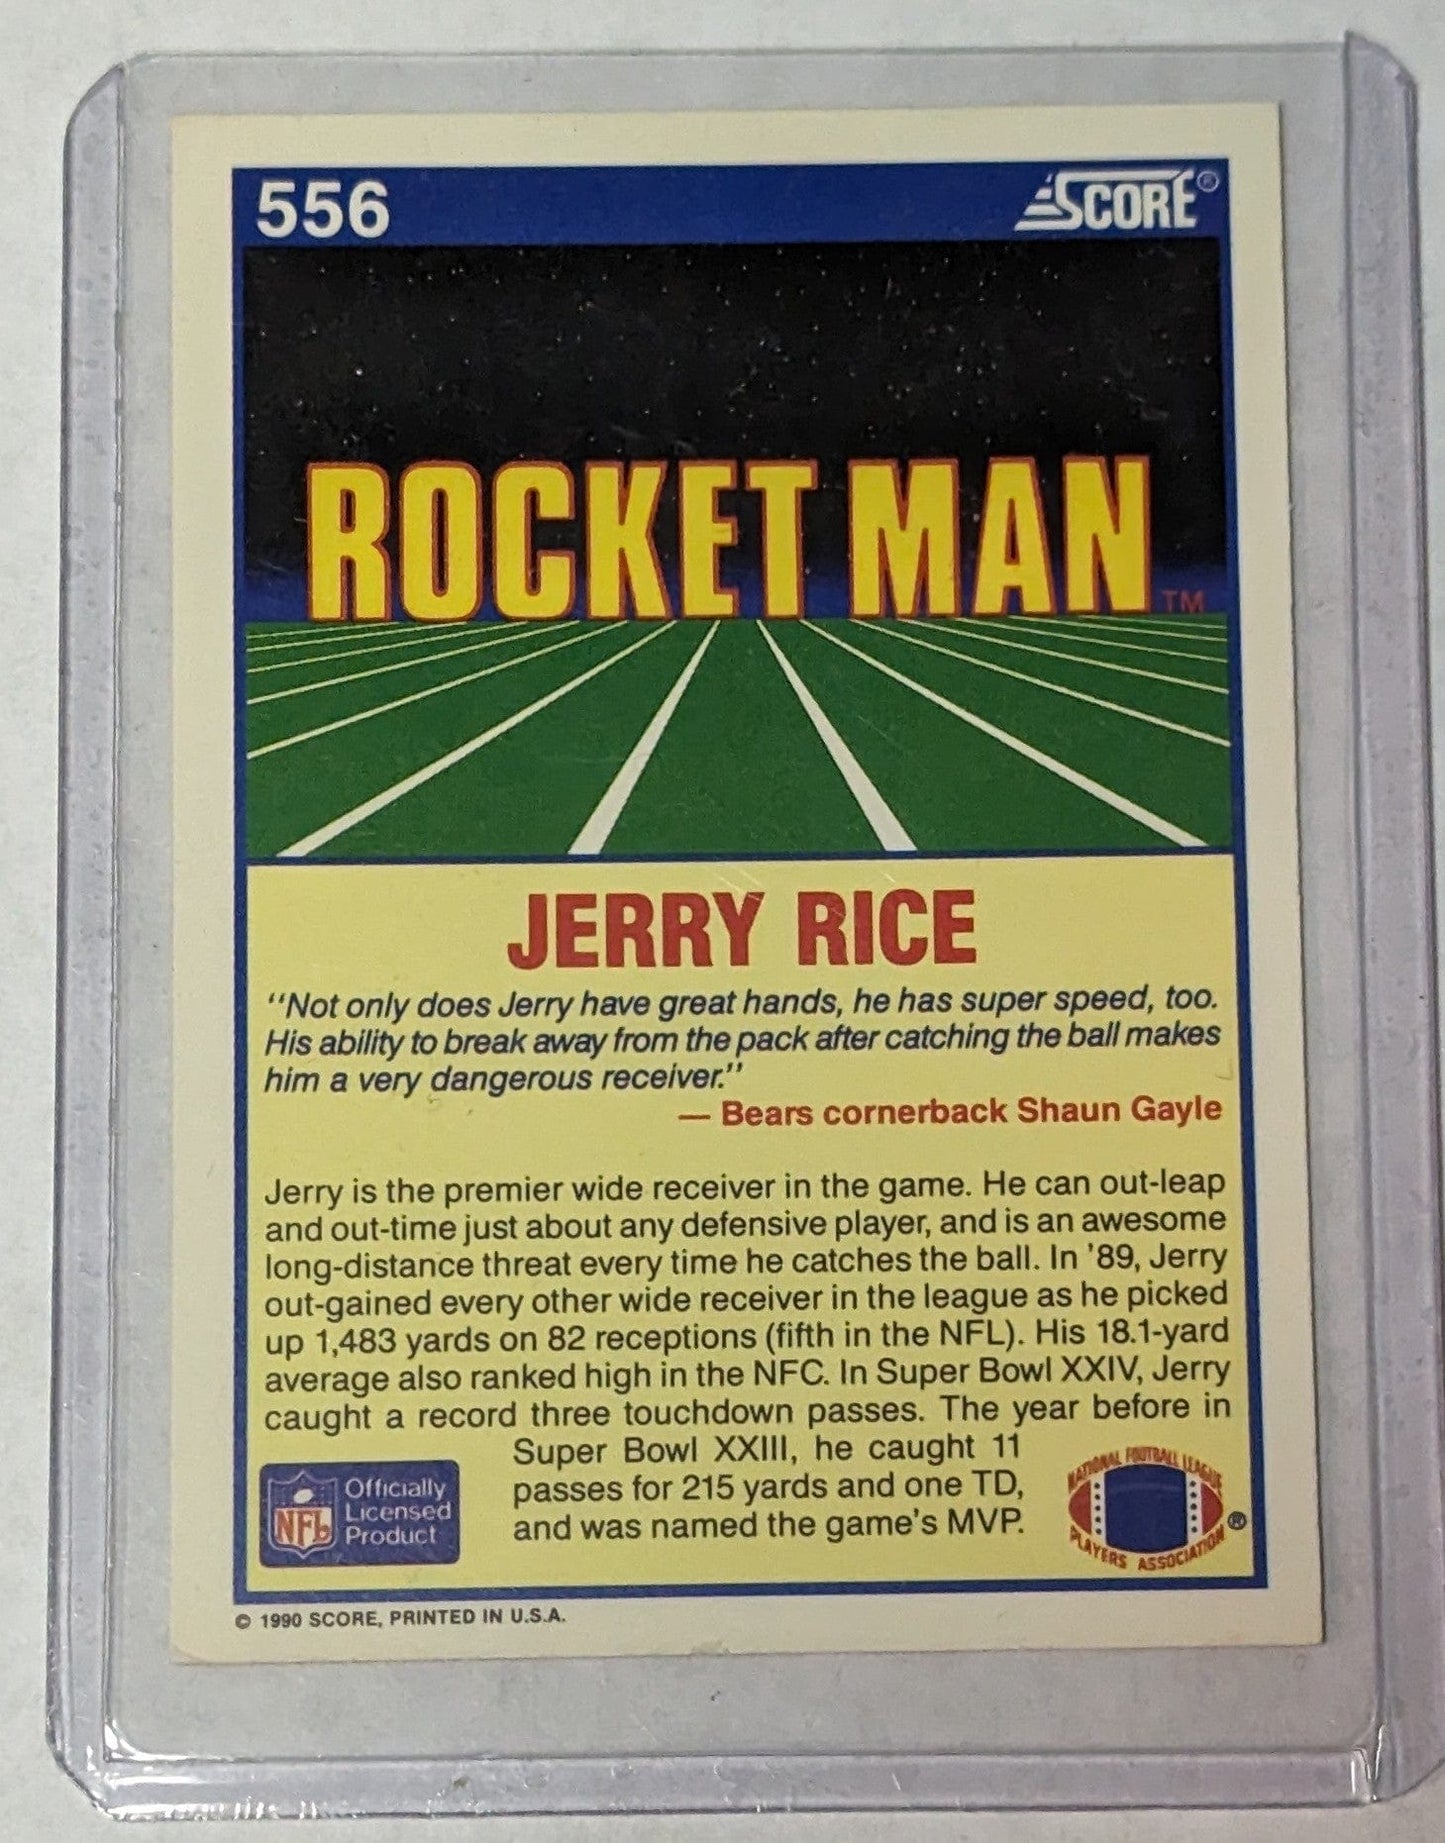 556
SCORE®
ROCKET MAN™
JERRY RICE
"Not only does Jerry have great hands, he has super speed, too.
His ability to break away from the pack after catching the ball makes
him a very dangerous receiver."
— Bears cornerback Shaun Gayle
Jerry is the premier wide receiver in the game. He can out-leap
and out-time just about any defensive player, and is an awesome
long-distance threat every time he catches the ball. In '89, Jerry
out-gained every other wide receiver in the league as he picked
up 1,483 yards on 82 receptions (fifth in the NFL). His 18.1-yard
average also ranked high in the NFC. In Super Bowl XXIV, Jerry
caught a record three touchdown passes. The year before in
Super Bowl XXIII, he caught 11
passes for 215 yards and one TD,
and was named the game's MVP.
NFL
Officially
Licensed
Product
NATIONAL FOOTBALL LEAGUE
PLAYERS ASSOCIATION
®
© 1990 SCORE, PRINTED IN U.S.A.